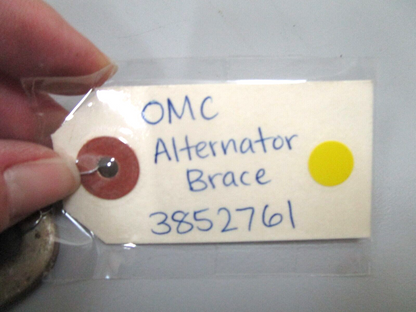 OMC
Alternator
Brace
3852761